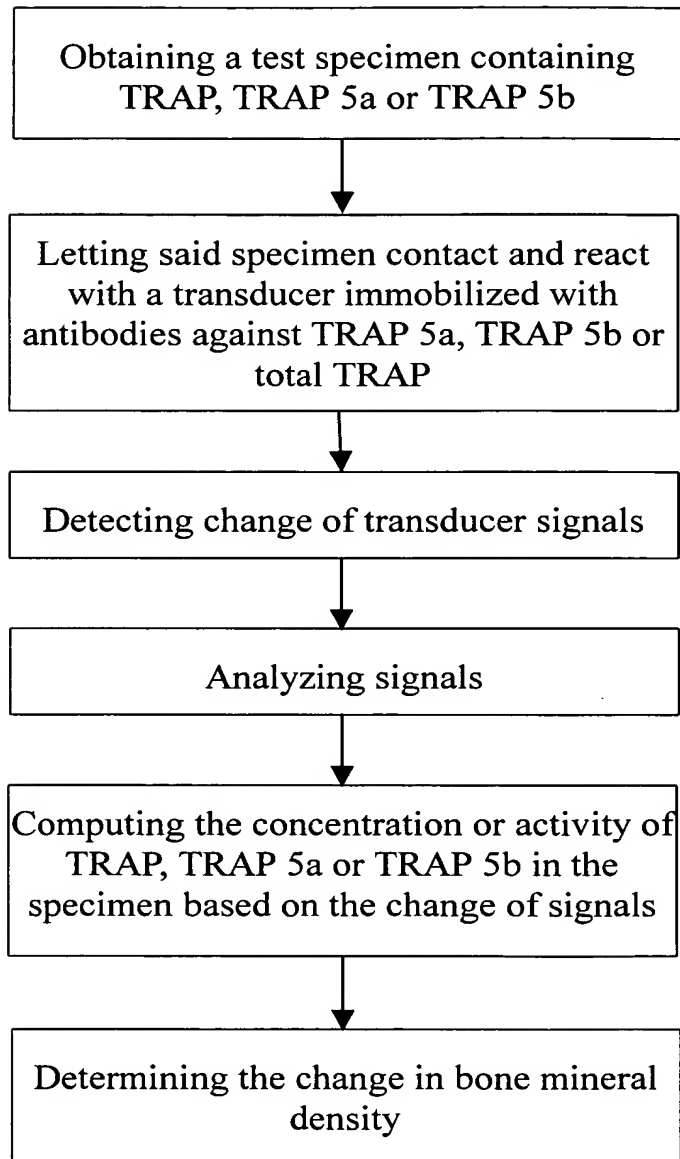 Obtaining a test specimen containing
TRAP, TRAP 5a or TRAP 5b
Letting said specimen contact and react
with a transducer immobilized with
antibodies against TRAP 5a, TRAP 5b or
total TRAP
Detecting change of transducer signals
Analyzing signals
Computing the concentration or activity of
TRAP, TRAP 5a or TRAP 5b in the
specimen based on the change of signals
Determining the change in bone mineral
density